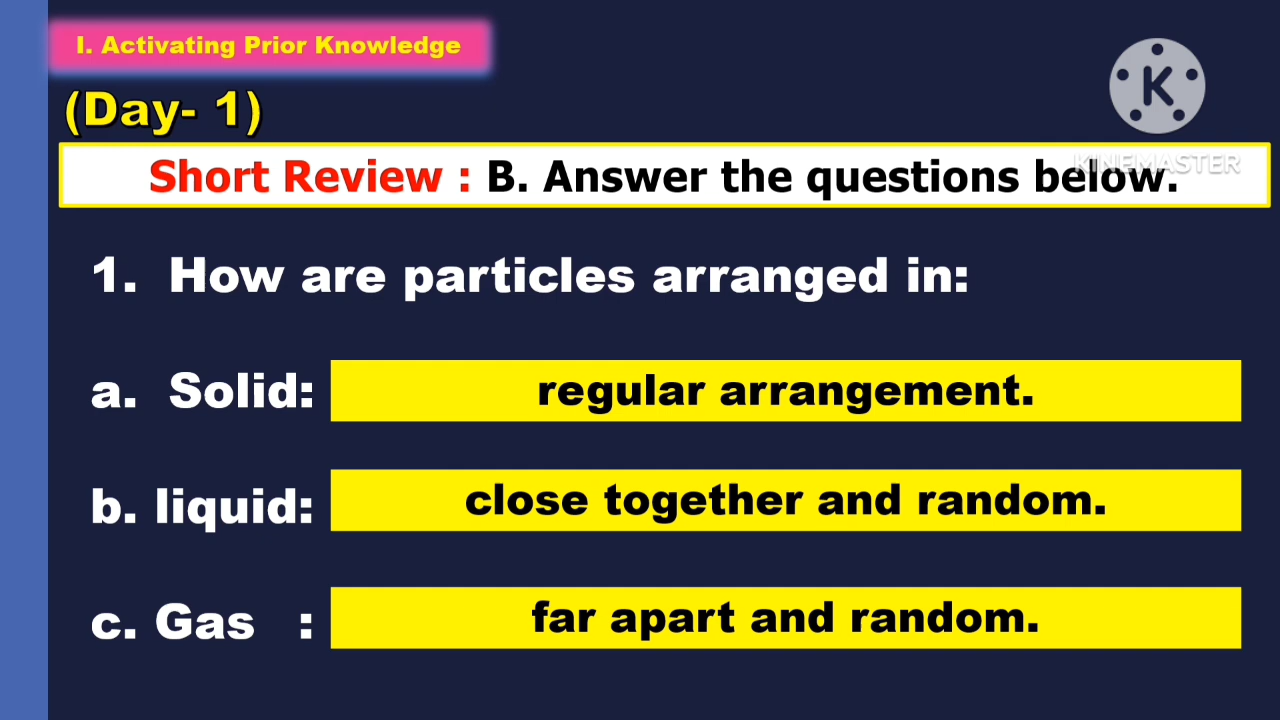 I. Activating Prior Knowledge
(Day- 1)
K
KINEMASTER
Short Review : B. Answer the questions below.
1. How are particles arranged in:
a. Solid: regular arrangement.
b. liquid: close together and random.
c. Gas : far apart and random.